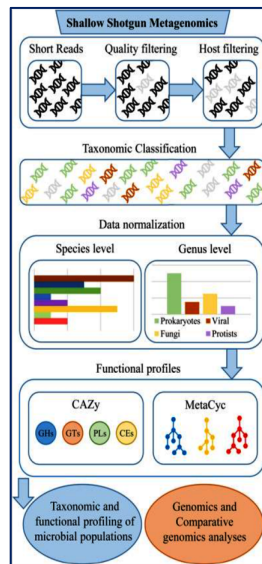 Shallow Shotgun Metagenomics
Short Reads
Quality filtering
Host filtering
Taxonomic Classification
Data normalization
Species level
Genus level
Prokaryotes
Viral
Fungi
Protists
Functional profiles
CAZy
MetaCyc
GHs
GTs
PLs
CEs
Taxonomic and
functional profiling of
microbial populations
Genomics and
Comparative
genomics analyses